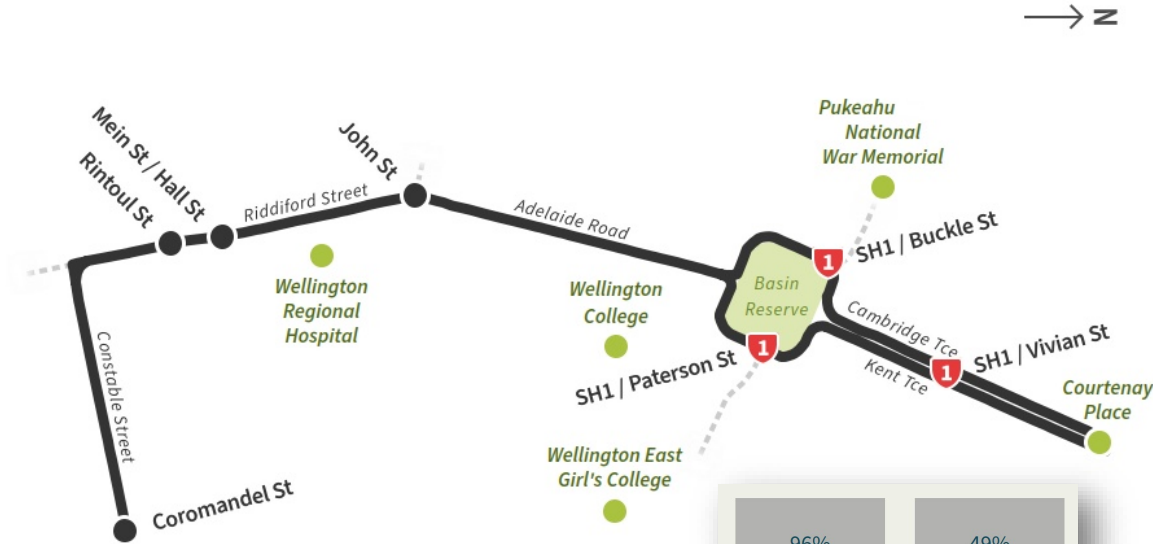 N
Pukeahu
National
War Memorial
Mein St / Hall St
Rintoul St
John St
Riddiford Street
Adelaide Road
1
SH1 / Buckle St
Wellington
Regional
Hospital
Wellington
College
Basin
Reserve
Cambridge Tce
Kent Tce
1
SH1 / Paterson St
1
SH1 / Vivian St
Courtenay
Place
Constable Street
Wellington East
Girl's College
Coromandel St
96%
49%